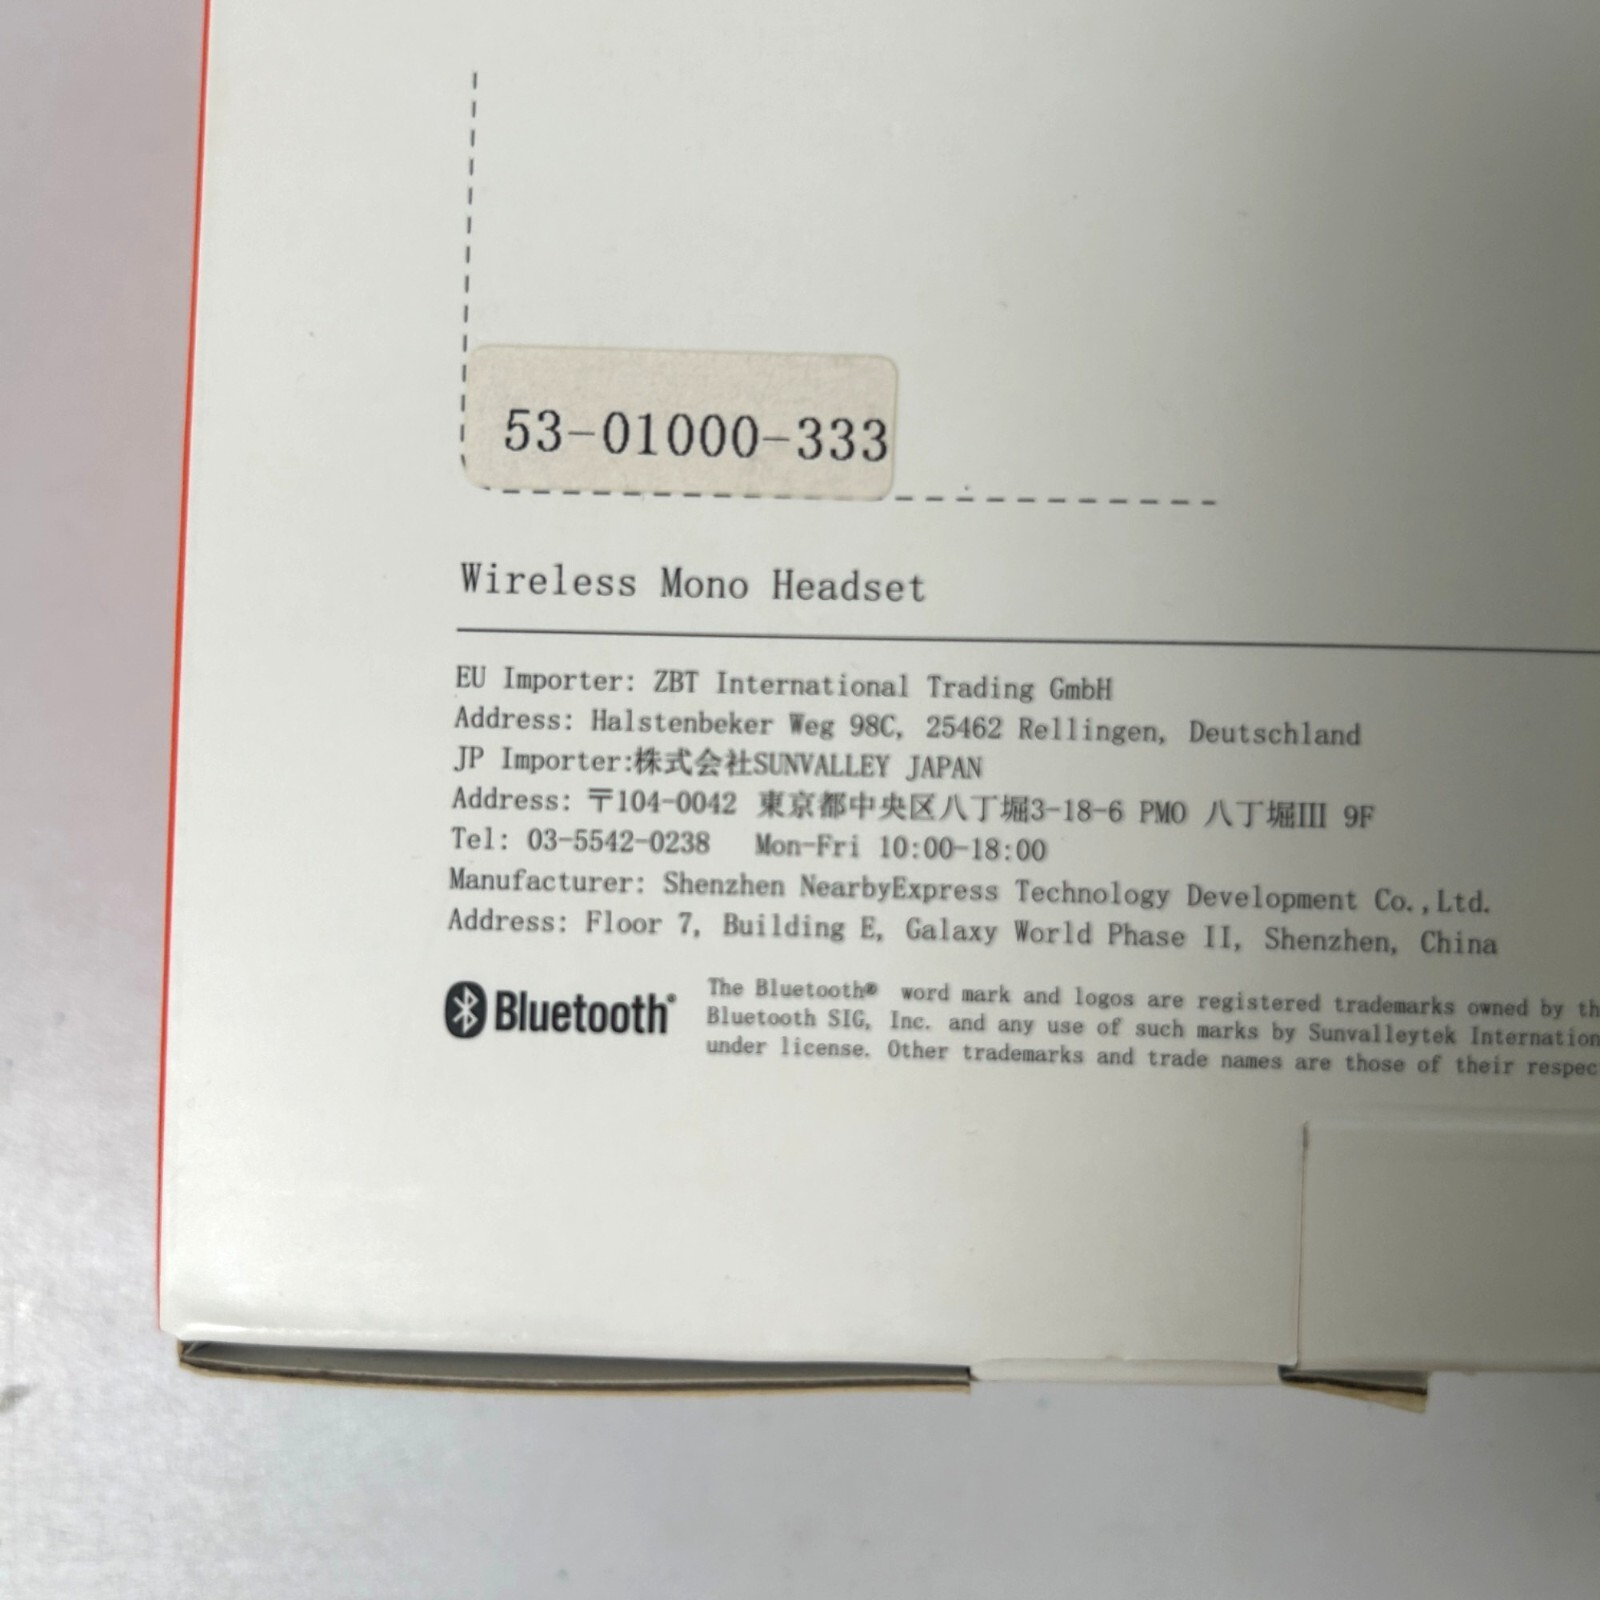 53-01000-333
Wireless Mono Headset
EU Importer: ZBT International Trading GmbH
Address: Halstenbeker Weg 98C, 25462 Rellingen, Deutschland
JP Importer:株式会社SUNVALLEY JAPAN
Address: 〒104-0042 東京都中央区八丁堀3-18-6 PMO 八丁堀III 9F
Tel: 03-5542-0238 Mon-Fri 10:00-18:00
Manufacturer: Shenzhen NearbyExpress Technology Development Co.,Ltd.
Address: Floor 7, Building E, Galaxy World Phase II, Shenzhen, China
Bluetooth®
The Bluetooth® word mark and logos are registered trademarks owned by
Bluetooth SIG, Inc. and any use of such marks by Sunvalleytek
under license. Other trademarks and trade names are those of their